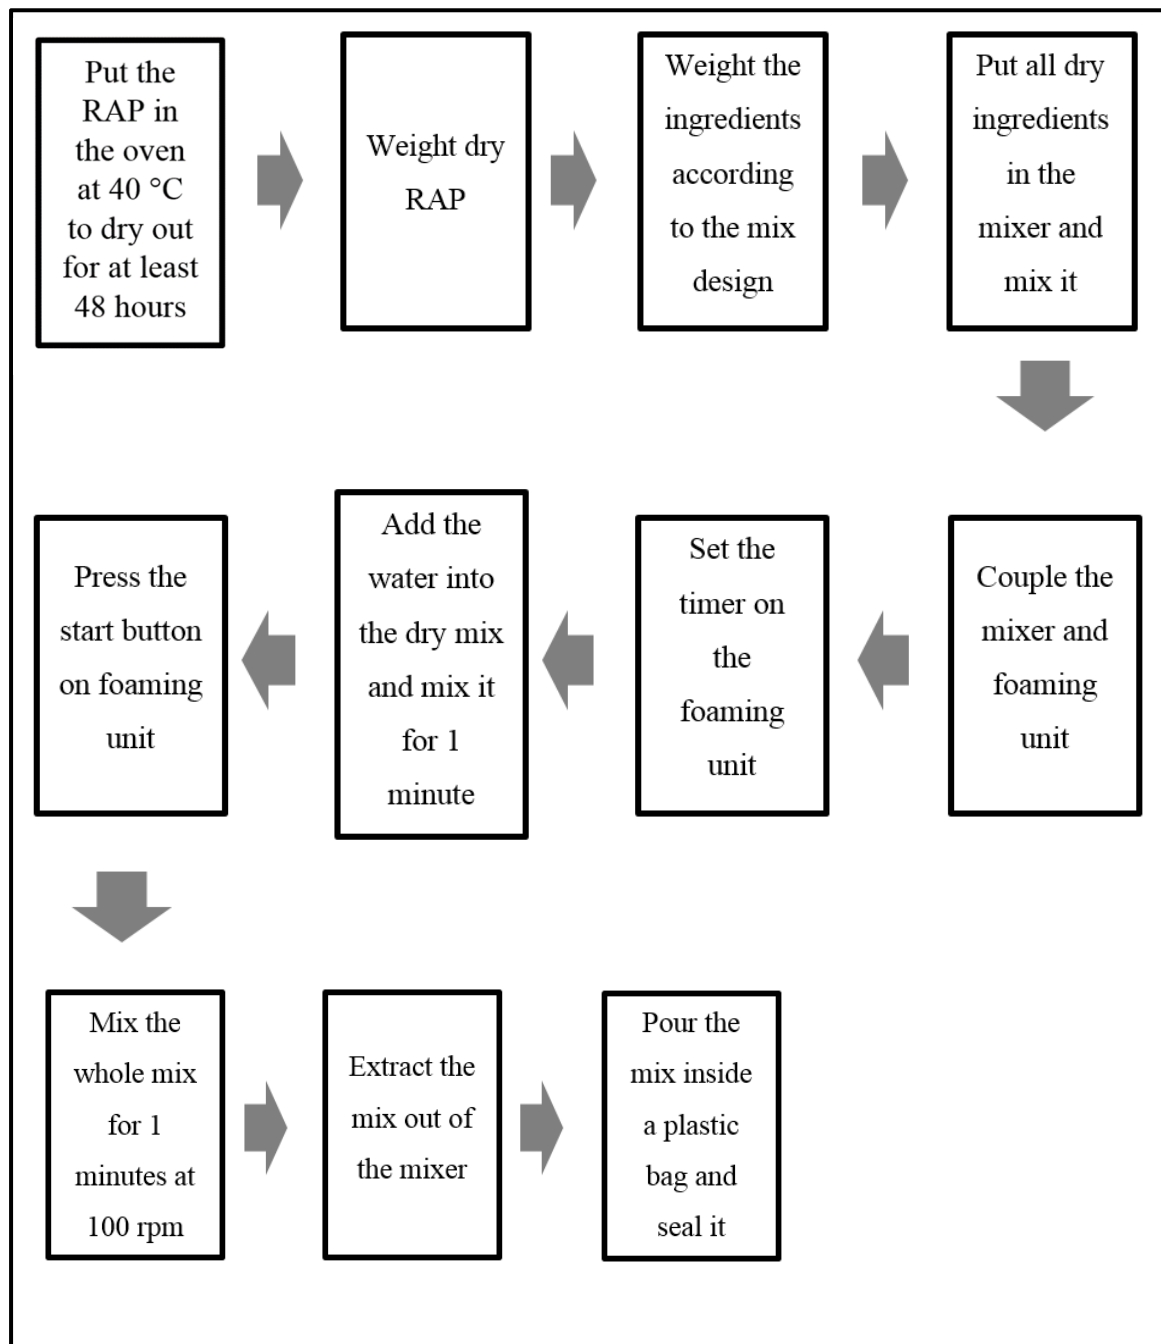 Put the
RAP in
the oven
at 40 °C
to dry out
for at least
48 hours
Weight dry
RAP
Weight the
ingredients
according
to the mix
design
Put all dry
ingredients
in the
mixer and
mix it
Couple the
mixer and
foaming
unit
Set the
timer on
the
foaming
unit
Add the
water into
the dry mix
and mix it
for 1
minute
Press the
start button
on foaming
unit
Mix the
whole mix
for 1
minutes at
100 rpm
Extract the
mix out of
the mixer
Pour the
mix inside
a plastic
bag and
seal it